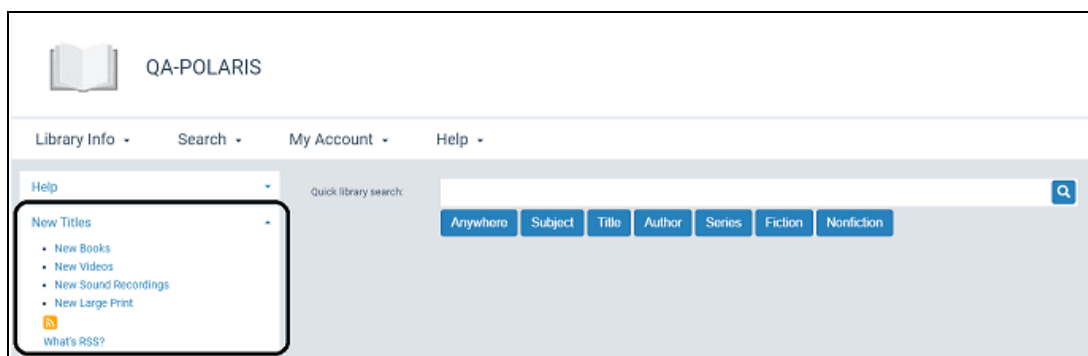 QA-POLARIS
Library Info Search My Account Help
Help
Quick library search:
New Titles
Anywhere Subject Title Author Series Fiction Nonfiction
• New Books
• New Videos
• New Sound Recordings
• New Large Print
What's RSS?